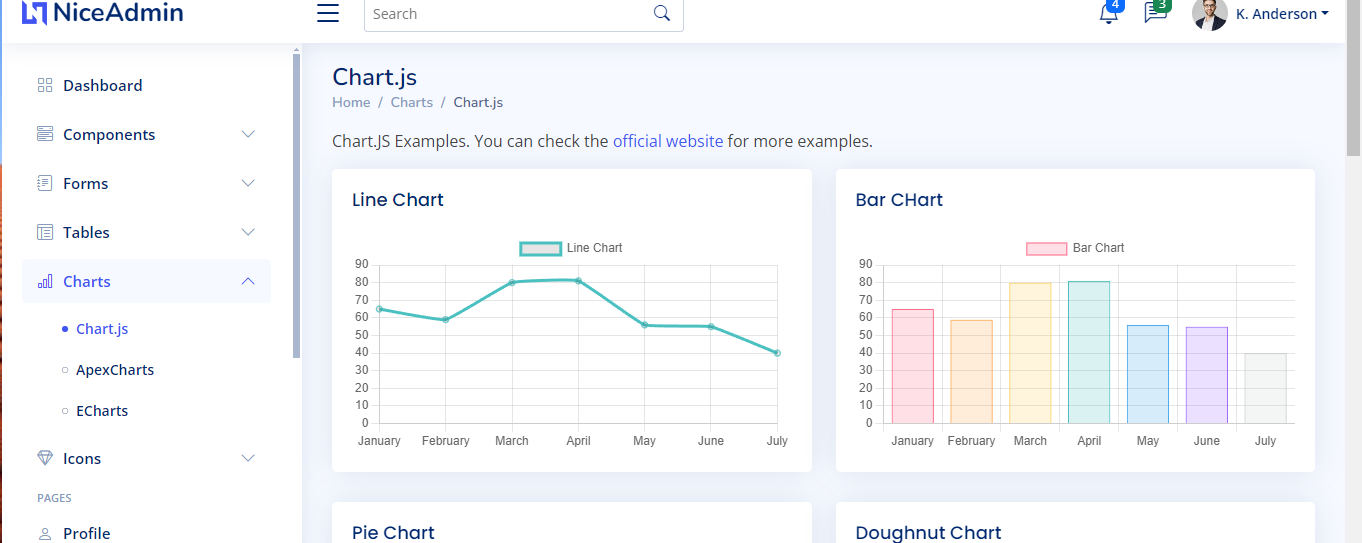 NiceAdmin
Search
4
3
K. Anderson
Dashboard
Components
Forms
Tables
Charts
Chart.js
ApexCharts
ECharts
Icons
PAGES
Profile
Chart.js
Home / Charts / Chart.js
Chart.JS Examples. You can check the official website for more examples.
Line Chart
Line Chart
90
80
70
60
50
40
30
20
10
0
January February March April May June July
Bar CHart
Bar Chart
90
80
70
60
50
40
30
20
10
0
January February March April May June July
Pie Chart
Doughnut Chart